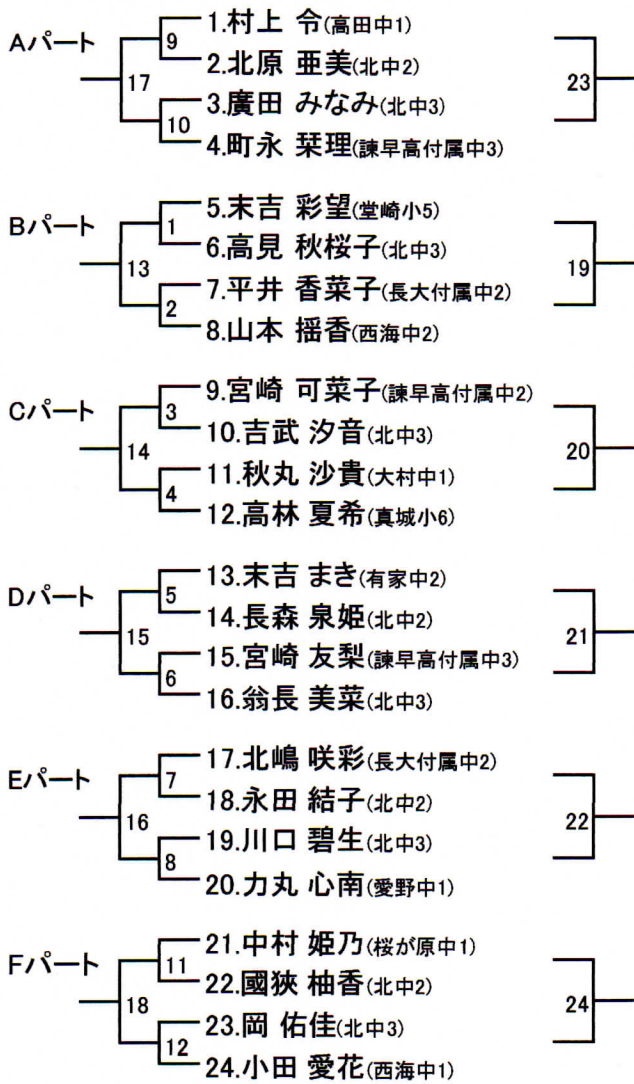 Aパート
9
1.村上 令(高田中1)
2.北原 亜美(北中2)
17
23
10
3.廣田 みなみ(北中3)
4.町永 栞理(諫早高付属中3)
Bパート
1
5.末吉 彩望(堂崎小5)
6.高見 秋桜子(北中3)
13
19
2
7.平井 香菜子(長大付属中2)
8.山本 揺香(西海中2)
Cパート
3
9.宮崎 可菜子(諫早高付属中2)
10.吉武 汐音(北中3)
14
20
4
11.秋丸 沙貴(大村中1)
12.高林 夏希(真城小6)
Dパート
5
13.末吉 まき(有家中2)
14.長森 泉姫(北中2)
15
21
6
15.宮崎 友梨(諫早高付属中3)
16.翁長 美菜(北中3)
Eパート
7
17.北嶋 咲彩(長大付属中2)
18.永田 結子(北中2)
16
22
8
19.川口 碧生(北中3)
20.力丸 心南(愛野中1)
Fパート
11
21.中村 姫乃(桜が原中1)
22.國狹 柚香(北中2)
18
24
12
23.岡 佑佳(北中3)
24.小田 愛花(西海中1)